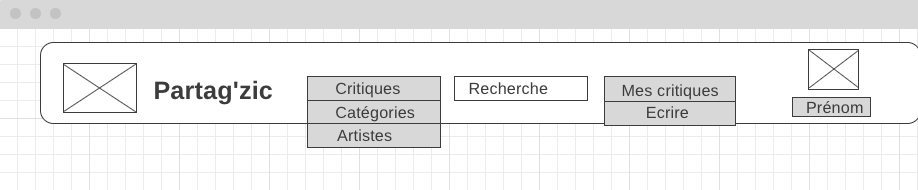 Partag'zic
Critiques
Catégories
Artistes
Recherche
Mes critiques
Ecrire
Prénom